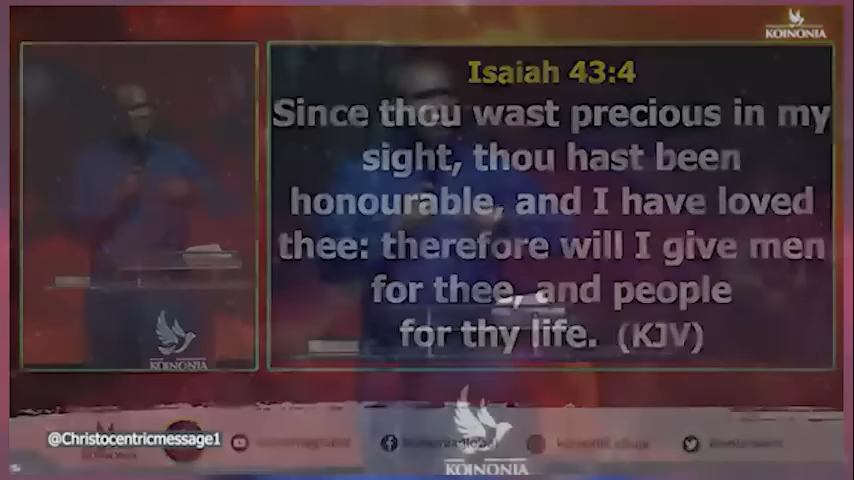 KOINONIA
Isaiah 43:4
Since thou wast precious in my
sight, thou hast been
honourable, and I have loved
thee: therefore will I give men
for thee, and people
for thy life. (KJV)
KOINONIA
@Christocentricmessage1
KOINONIA